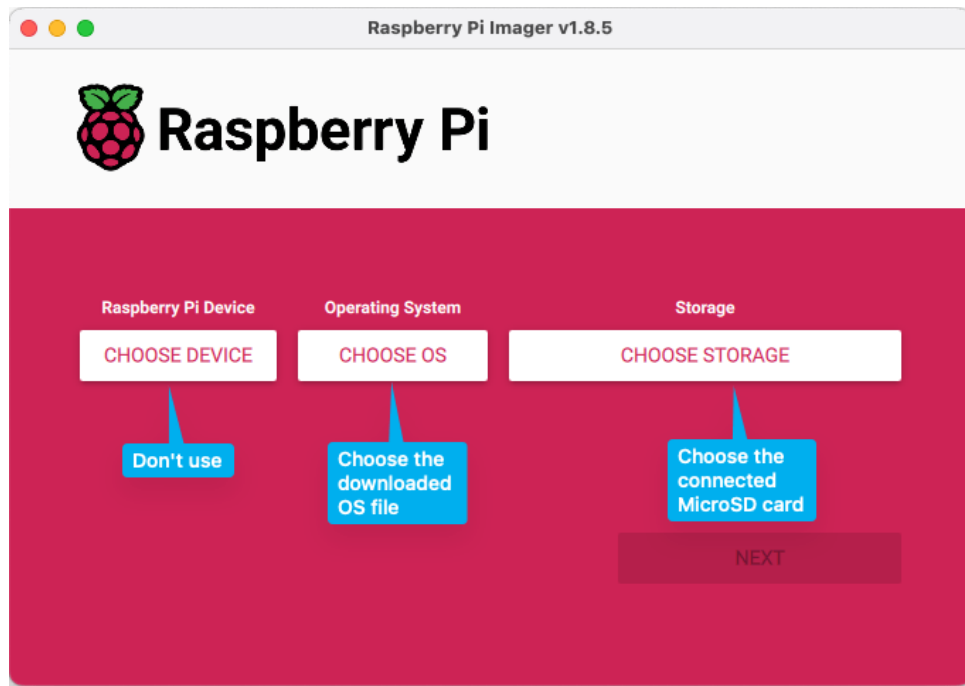 Raspberry Pi Imager v1.8.5
Raspberry Pi
Raspberry Pi Device
Operating System
Storage
CHOOSE DEVICE
CHOOSE OS
CHOOSE STORAGE
Don't use
Choose the
downloaded
OS file
Choose the
connected
MicroSD card
NEXT